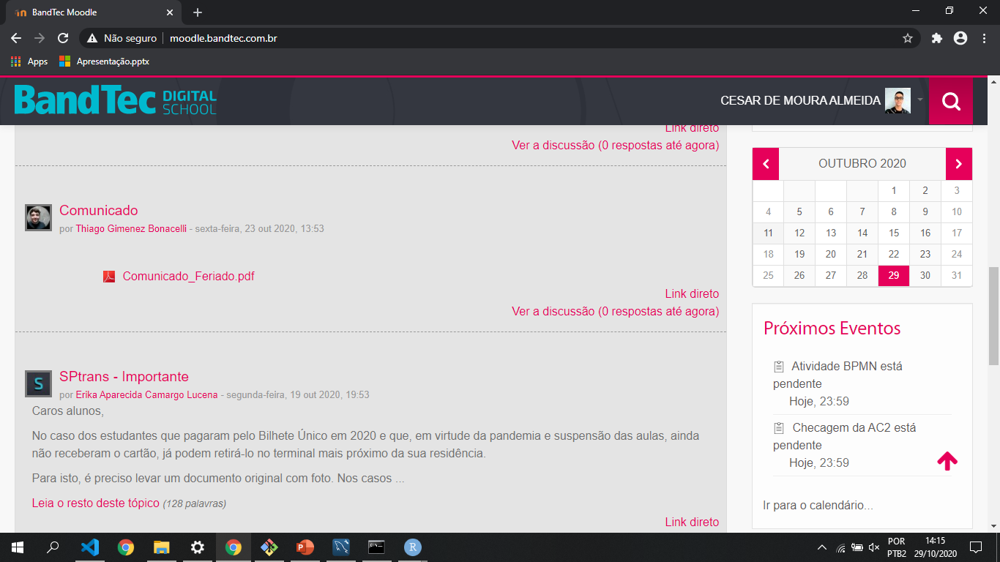 BandTec Moodle
Não seguro
moodle.bandtec.com.br
Apps
Apresentação.pptx
BandTec DIGITAL SCHOOL
CESAR DE MOURA ALMEIDA
Link direto
Ver a discussão (0 respostas até agora)
Comunicado
por Thiago Gimenez Bonacelli - sexta-feira, 23 out 2020, 13:53
Comunicado_Feriado.pdf
Link direto
Ver a discussão (0 respostas até agora)
SPtrans - Importante
por Erika Aparecida Camargo Lucena - segunda-feira, 19 out 2020, 19:53
Caros alunos,
No caso dos estudantes que pagaram pelo Bilhete Único em 2020 e que, em virtude da pandemia e suspensão das aulas, ainda
não receberam o cartão, já podem retirá-lo no terminal mais próximo da sua residência.
Para isto, é preciso levar um documento original com foto. Nos casos ...
Leia o resto deste tópico (128 palavras)
Link direto
OUTUBRO 2020
1 2 3
4 5 6 7 8 9 10
11 12 13 14 15 16 17
18 19 20 21 22 23 24
25 26 27 28 29 30 31
Próximos Eventos
Atividade BPMN está
pendente
Hoje, 23:59
Checagem da AC2 está
pendente
Hoje, 23:59
Ir para o calendário...
S
R
POR
PTB2
14:15
29/10/2020